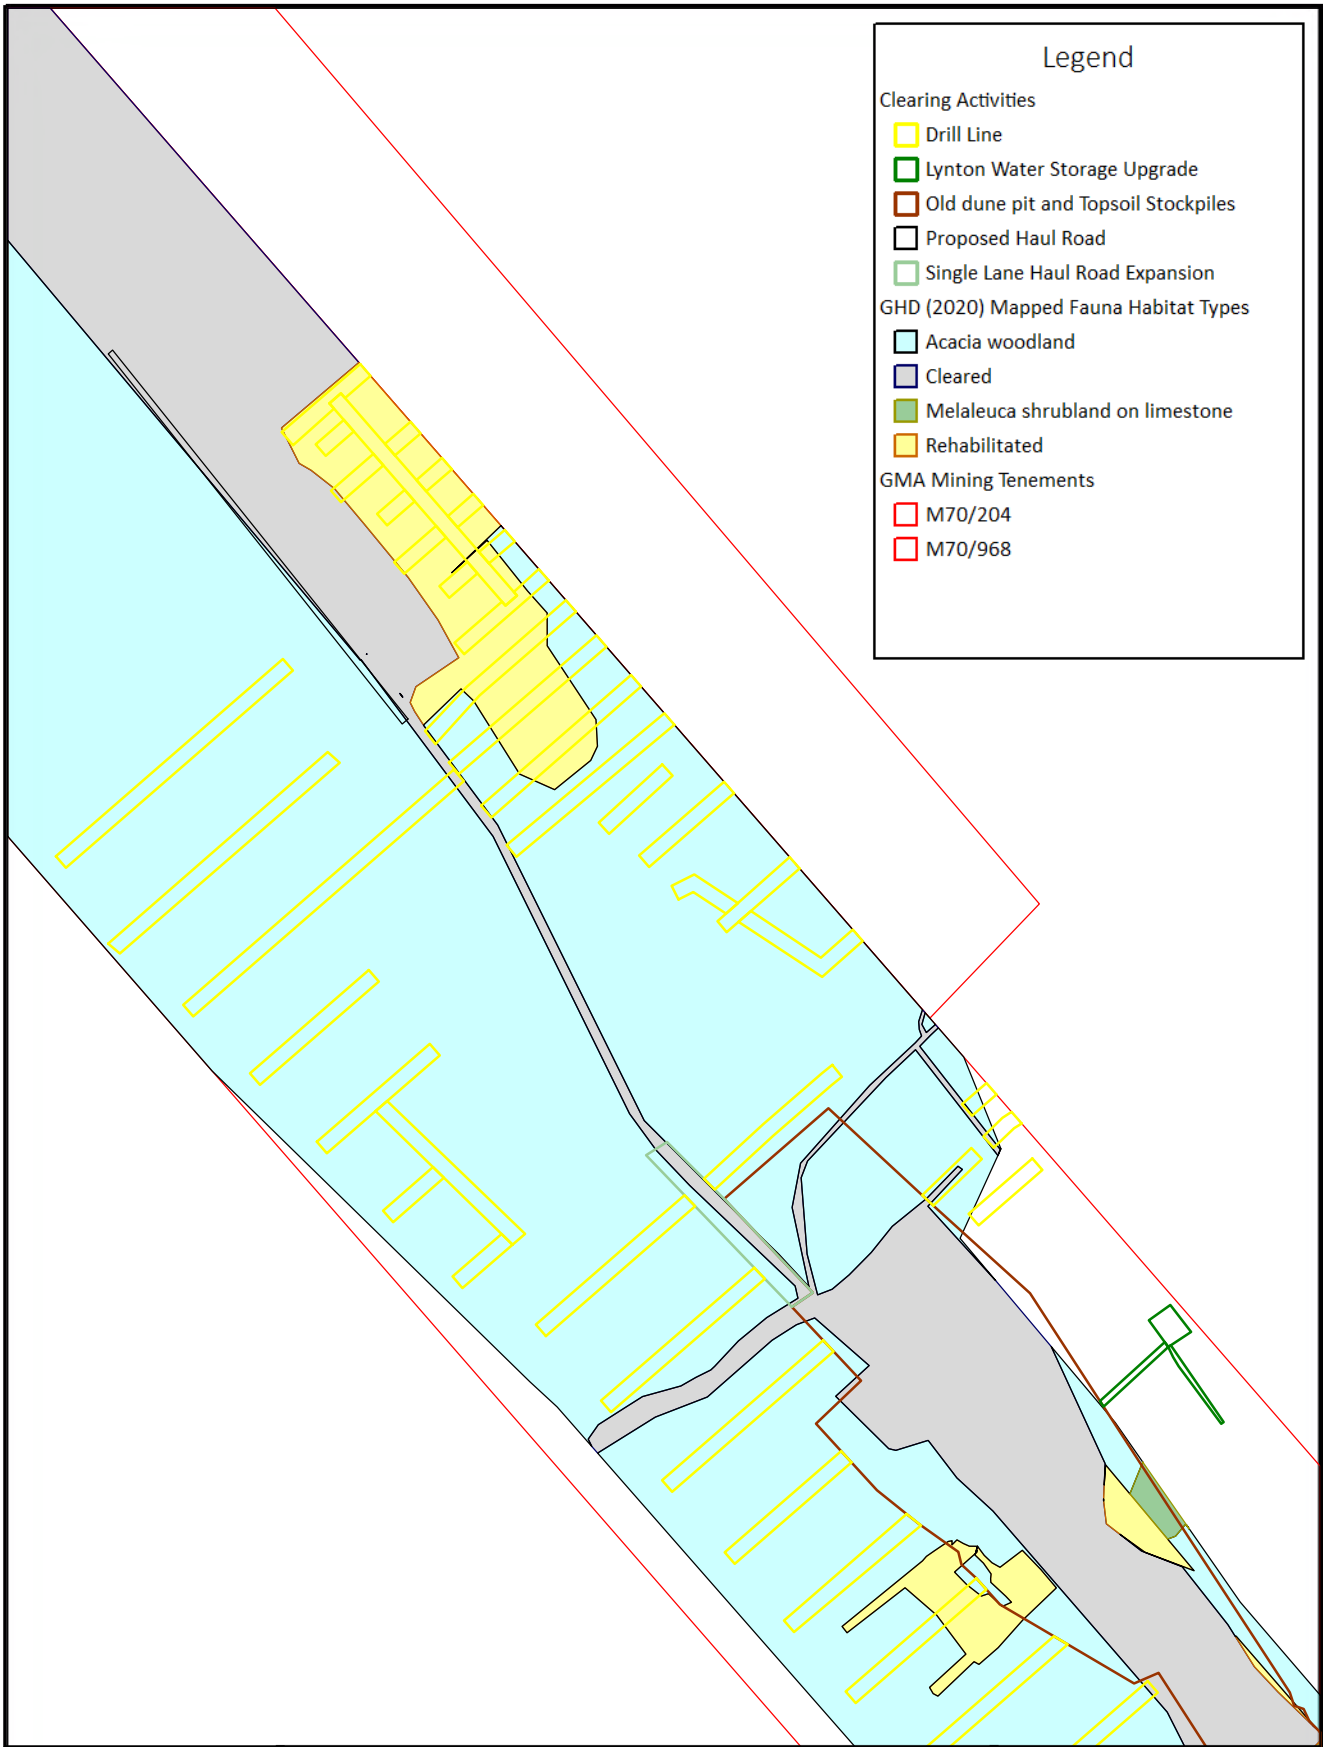 Legend
Clearing Activities
Drill Line
Lynton Water Storage Upgrade
Old dune pit and Topsoil Stockpiles
Proposed Haul Road
Single Lane Haul Road Expansion
GHD (2020) Mapped Fauna Habitat Types
Acacia woodland
Cleared
Melaleuca shrubland on limestone
Rehabilitated
GMA Mining Tenements
M70/204
M70/968